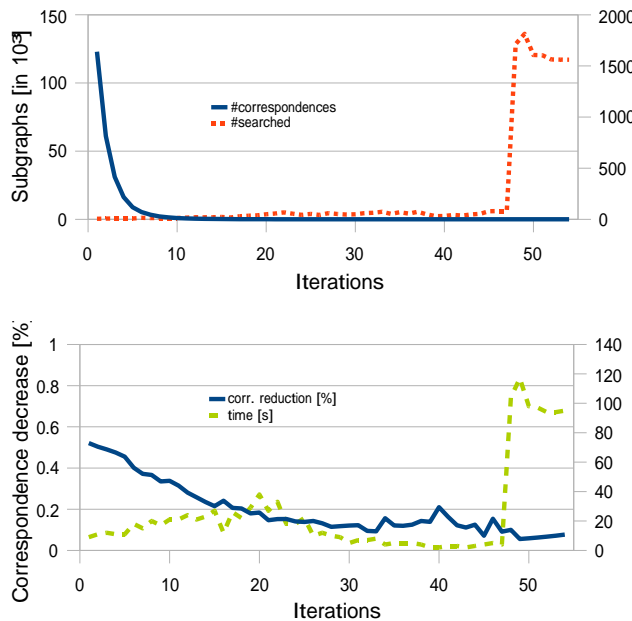 Subgraphs [in 10³]
150
100
50
0
2000
1500
1000
500
0
#correspondences
#searched
0 10 20 30 40 50
Iterations
Correspondence decrease [%]
1
0.8
0.6
0.4
0.2
0
140
120
100
80
60
40
20
0
corr. reduction [%]
time [s]
0 10 20 30 40 50
Iterations